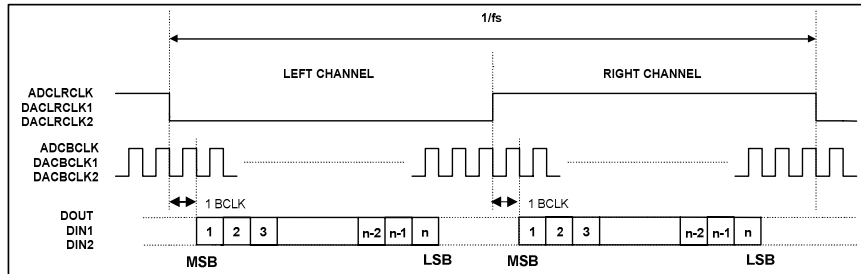 1/fs
LEFT CHANNEL
RIGHT CHANNEL
ADCLRCLK
DACLRCLK1
DACLRCLK2
ADCBCLK
DACBCLK1
DACBCLK2
1 BCLK
1 BCLK
DOUT
DIN1
DIN2
1 2 3 n-2 n-1 n
1 2 3 n-2 n-1 n
MSB
LSB
MSB
LSB